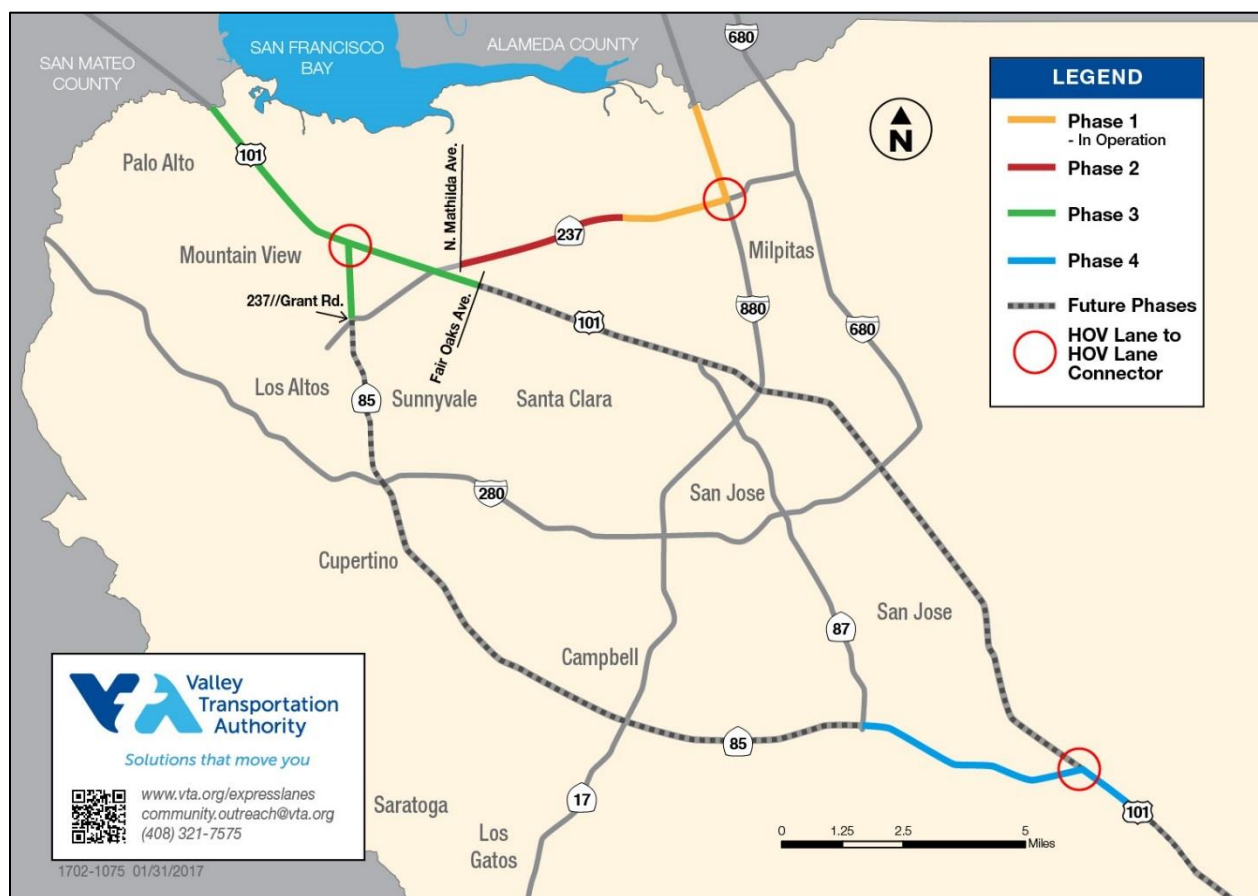 SAN MATEO
COUNTY
SAN FRANCISCO
BAY
ALAMEDA COUNTY
680
LEGEND
Phase 1
- In Operation
Phase 2
Phase 3
Phase 4
Future Phases
HOV Lane to
HOV Lane
Connector
N
101
Palo Alto
N. Mathilda Ave.
237
Mountain View
Milpitas
237//Grant Rd.
Fair Oaks Ave.
101
880
680
Los Altos
85
Sunnyvale
Santa Clara
280
San Jose
Cupertino
San Jose
87
Campbell
85
17
101
Saratoga
Los
Gatos
0 1.25 2.5 5
Miles
VTA
Valley
Transportation
Authority
Solutions that move you
www.vta.org/expresslanes
community.outreach@vta.org
(408) 321-7575
1702-1075 01/31/2017